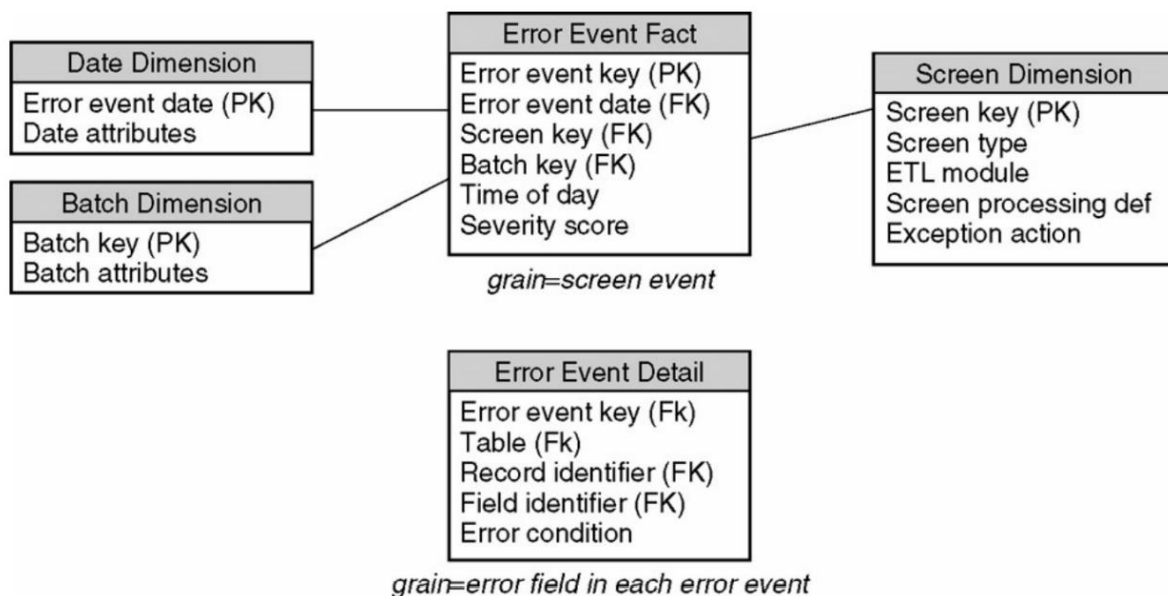 Date Dimension
Error event date (PK)
Date attributes
Batch Dimension
Batch key (PK)
Batch attributes
Error Event Fact
Error event key (PK)
Error event date (FK)
Screen key (FK)
Batch key (FK)
Time of day
Severity score
grain=screen event
Screen Dimension
Screen key (PK)
Screen type
ETL module
Screen processing def
Exception action
Error Event Detail
Error event key (Fk)
Table (Fk)
Record identifier (FK)
Field identifier (FK)
Error condition
grain=error field in each error event